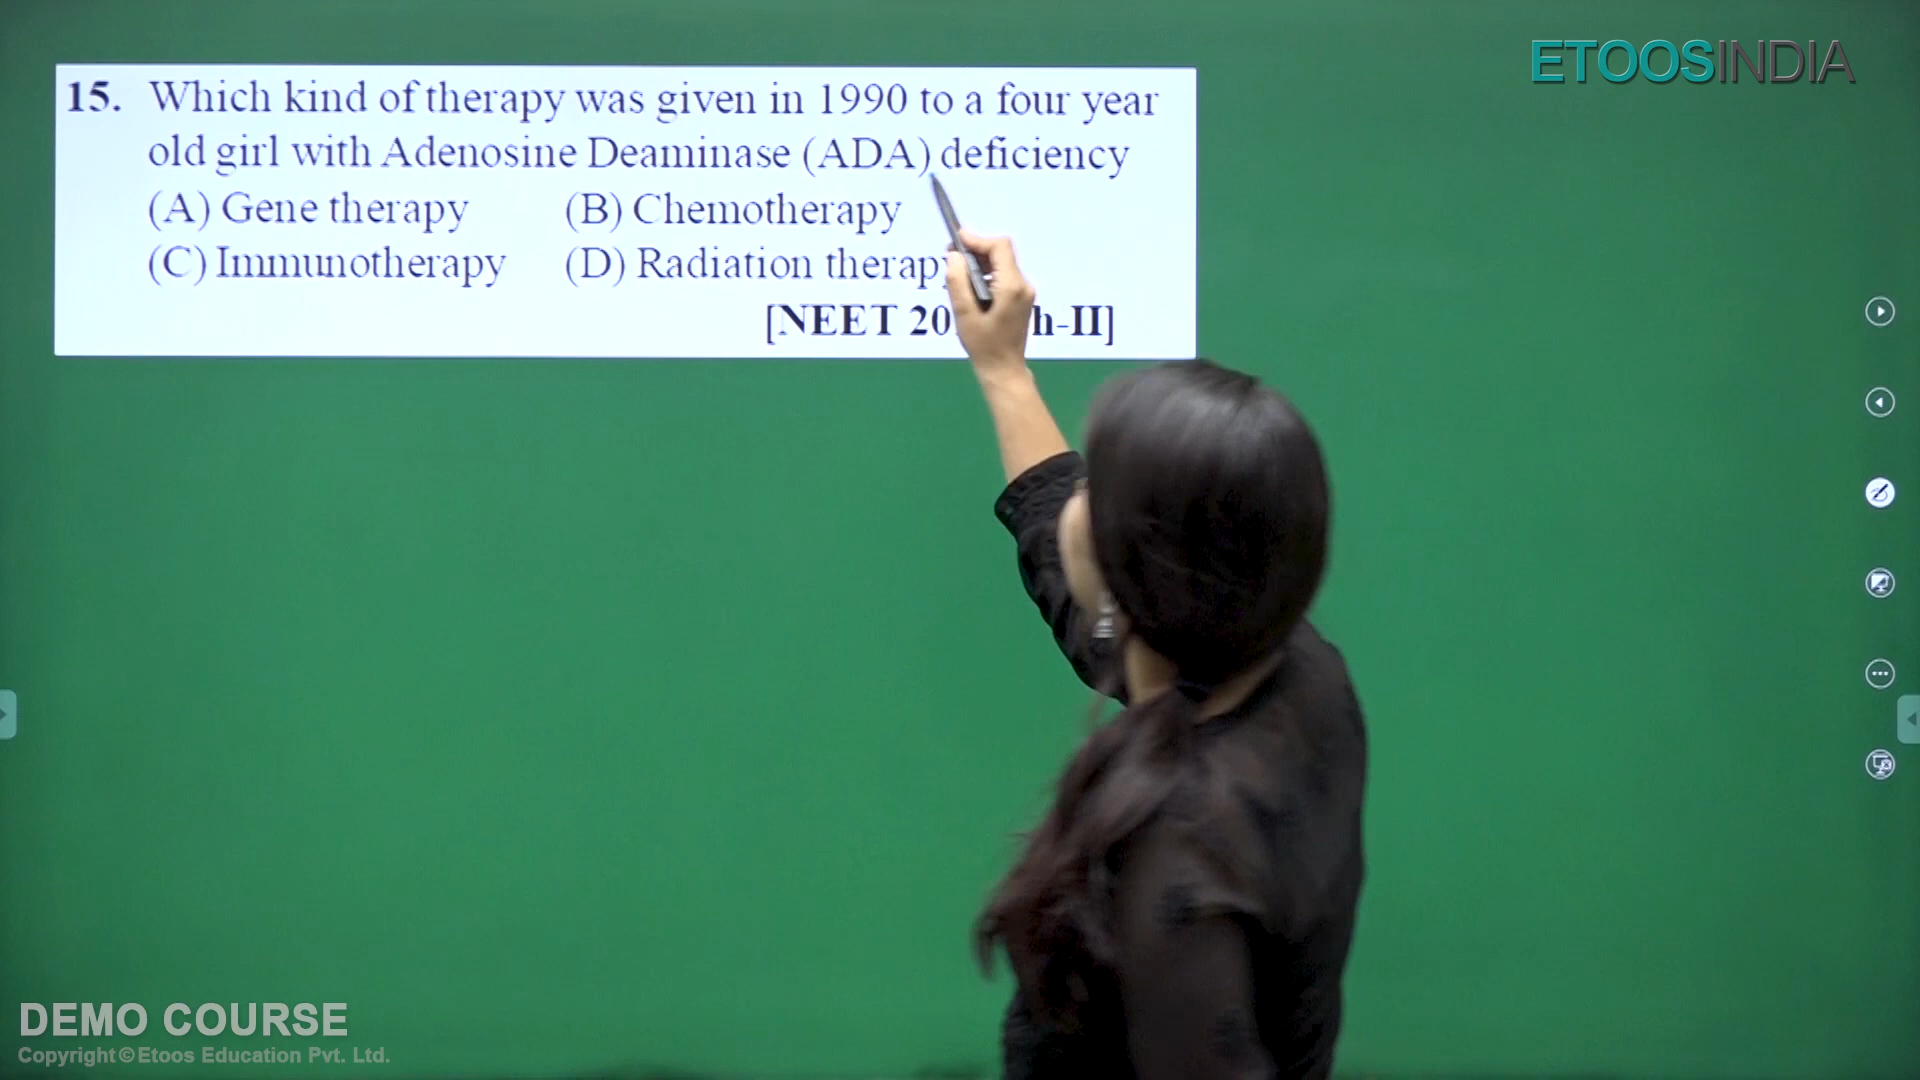 ETOOSINDIA
15. Which kind of therapy was given in 1990 to a four year
old girl with Adenosine Deaminase (ADA) deficiency
(A) Gene therapy (B) Chemotherapy
(C) Immunotherapy (D) Radiation therapy
[NEET 20 h-II]
DEMO COURSE
Copyright © Etoos Education Pvt. Ltd.